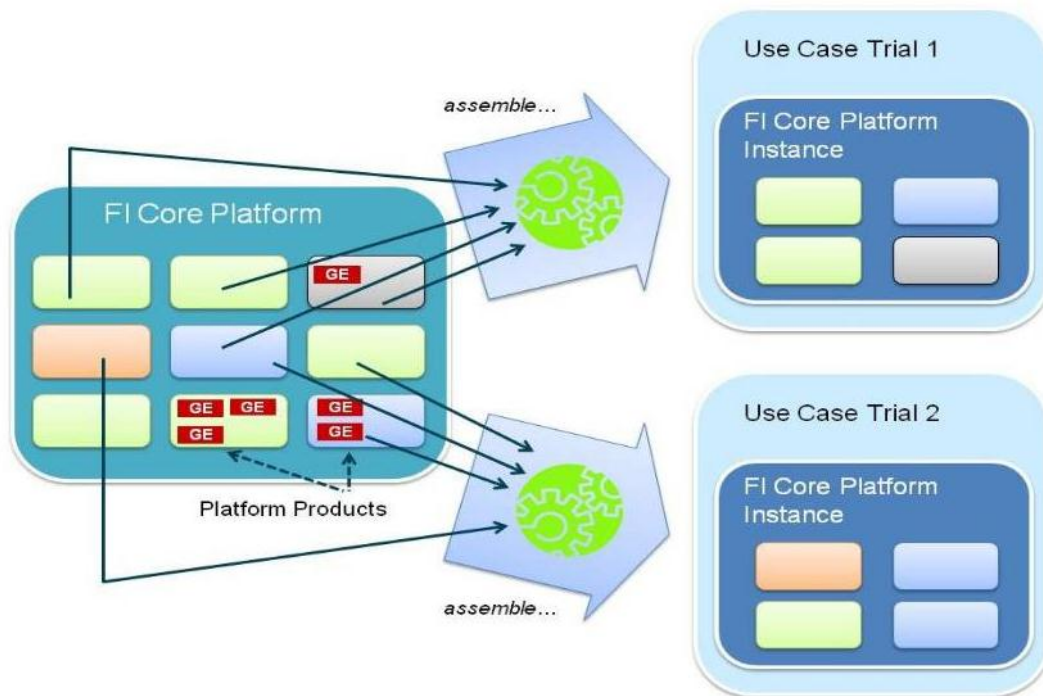 Use Case Trial 1
assemble...
FI Core Platform
Instance
FI Core Platform
GE
GE GE
GE
GE
GE
Platform Products
Use Case Trial 2
FI Core Platform
Instance
assemble...